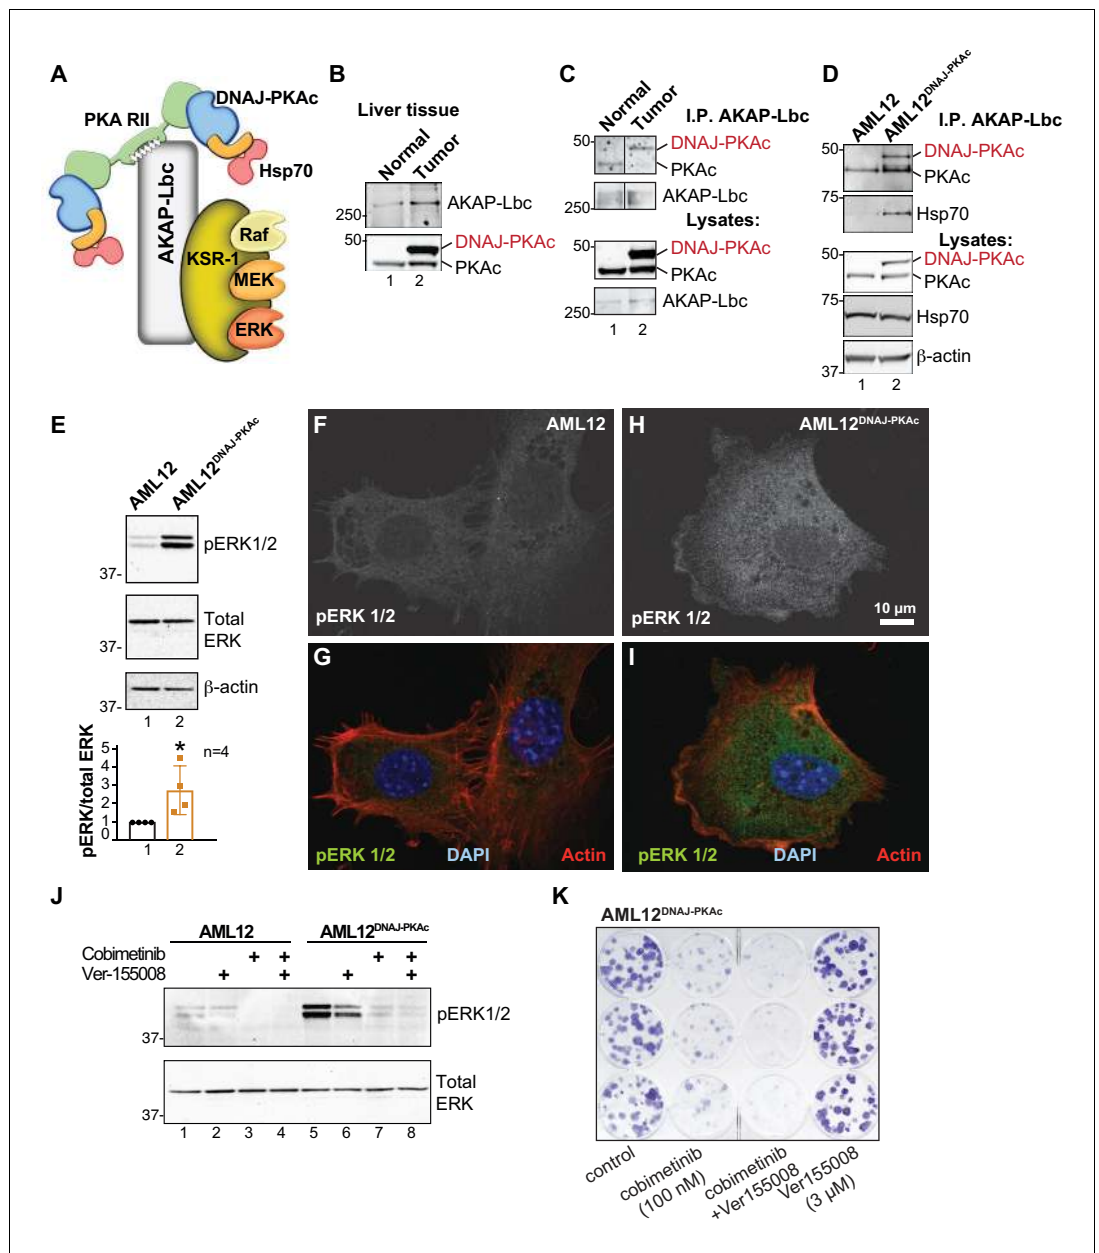 A
PKA RII
DNAJ-PKAc
Hsp70
AKAP-Lbc
KSR-1
Raf
MEK
ERK
B
Liver tissue
Normal
Tumor
AKAP-Lbc
250-
50-
DNAJ-PKAc
PKAc
1 2
C
Normal
Tumor
I.P. AKAP-Lbc
50-
DNAJ-PKAc
PKAc
AKAP-Lbc
250-
Lysates:
50-
DNAJ-PKAc
PKAc
AKAP-Lbc
250-
1 2
D
AML12
AML12DNAJ-PKAc
I.P. AKAP-Lbc
50-
DNAJ-PKAc
PKAc
75-
Hsp70
Lysates:
50-
DNAJ-PKAc
PKAc
75-
Hsp70
β-actin
37-
1 2
E
AML12
AML12DNAJ-PKAc
pERK1/2
37-
Total
ERK
37-
β-actin
37-
1 2
pERK/total ERK
5
4
3
2
1
0
*
n=4
1 2
F
AML12
pERK 1/2
H
AML12DNAJ-PKAc
pERK 1/2
10 µm
G
pERK 1/2 DAPI Actin
I
pERK 1/2 DAPI Actin
J
AML12 AML12DNAJ-PKAc
Cobimetinib + + + +
Ver-155008 + + + +
pERK1/2
37-
Total
ERK
37-
1 2 3 4 5 6 7 8
K
AML12DNAJ-PKAc
control
cobimetinib
(100 nM)
cobimetinib
+Ver155008
Ver155008
(3 µM)